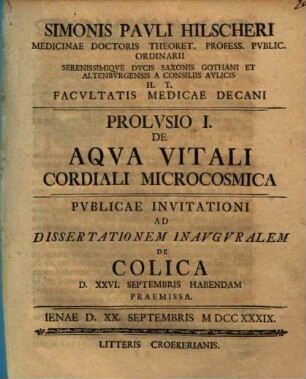 SIMONIS PAVLI HILSCHERI
MEDICINAE DOCTORIS THEORET. PROFESS. PVBLIC.
ORDINARII
SERENISSIMIQVE DVCIS SAXONIS GOTHANI ET
ALTENBVRGENSIS A CONSILIIS AVLICIS
H. T.
FACVLTATIS MEDICAE DECANI
PROLVSIO I.
DE
AQVA VITALI
CORDIALI MICROCOSMICA
PVBLICAE INVITATIONI
AD
DISSERTATIONEM INAVGVRALEM
DE
COLICA
D. XXVI. SEPTEMBRIS HABENDAM
PRAEMISSA.
IENAE D. XX. SEPTEMBRIS M DCC XXXIX.
LITTERIS CROEKERIANIS.